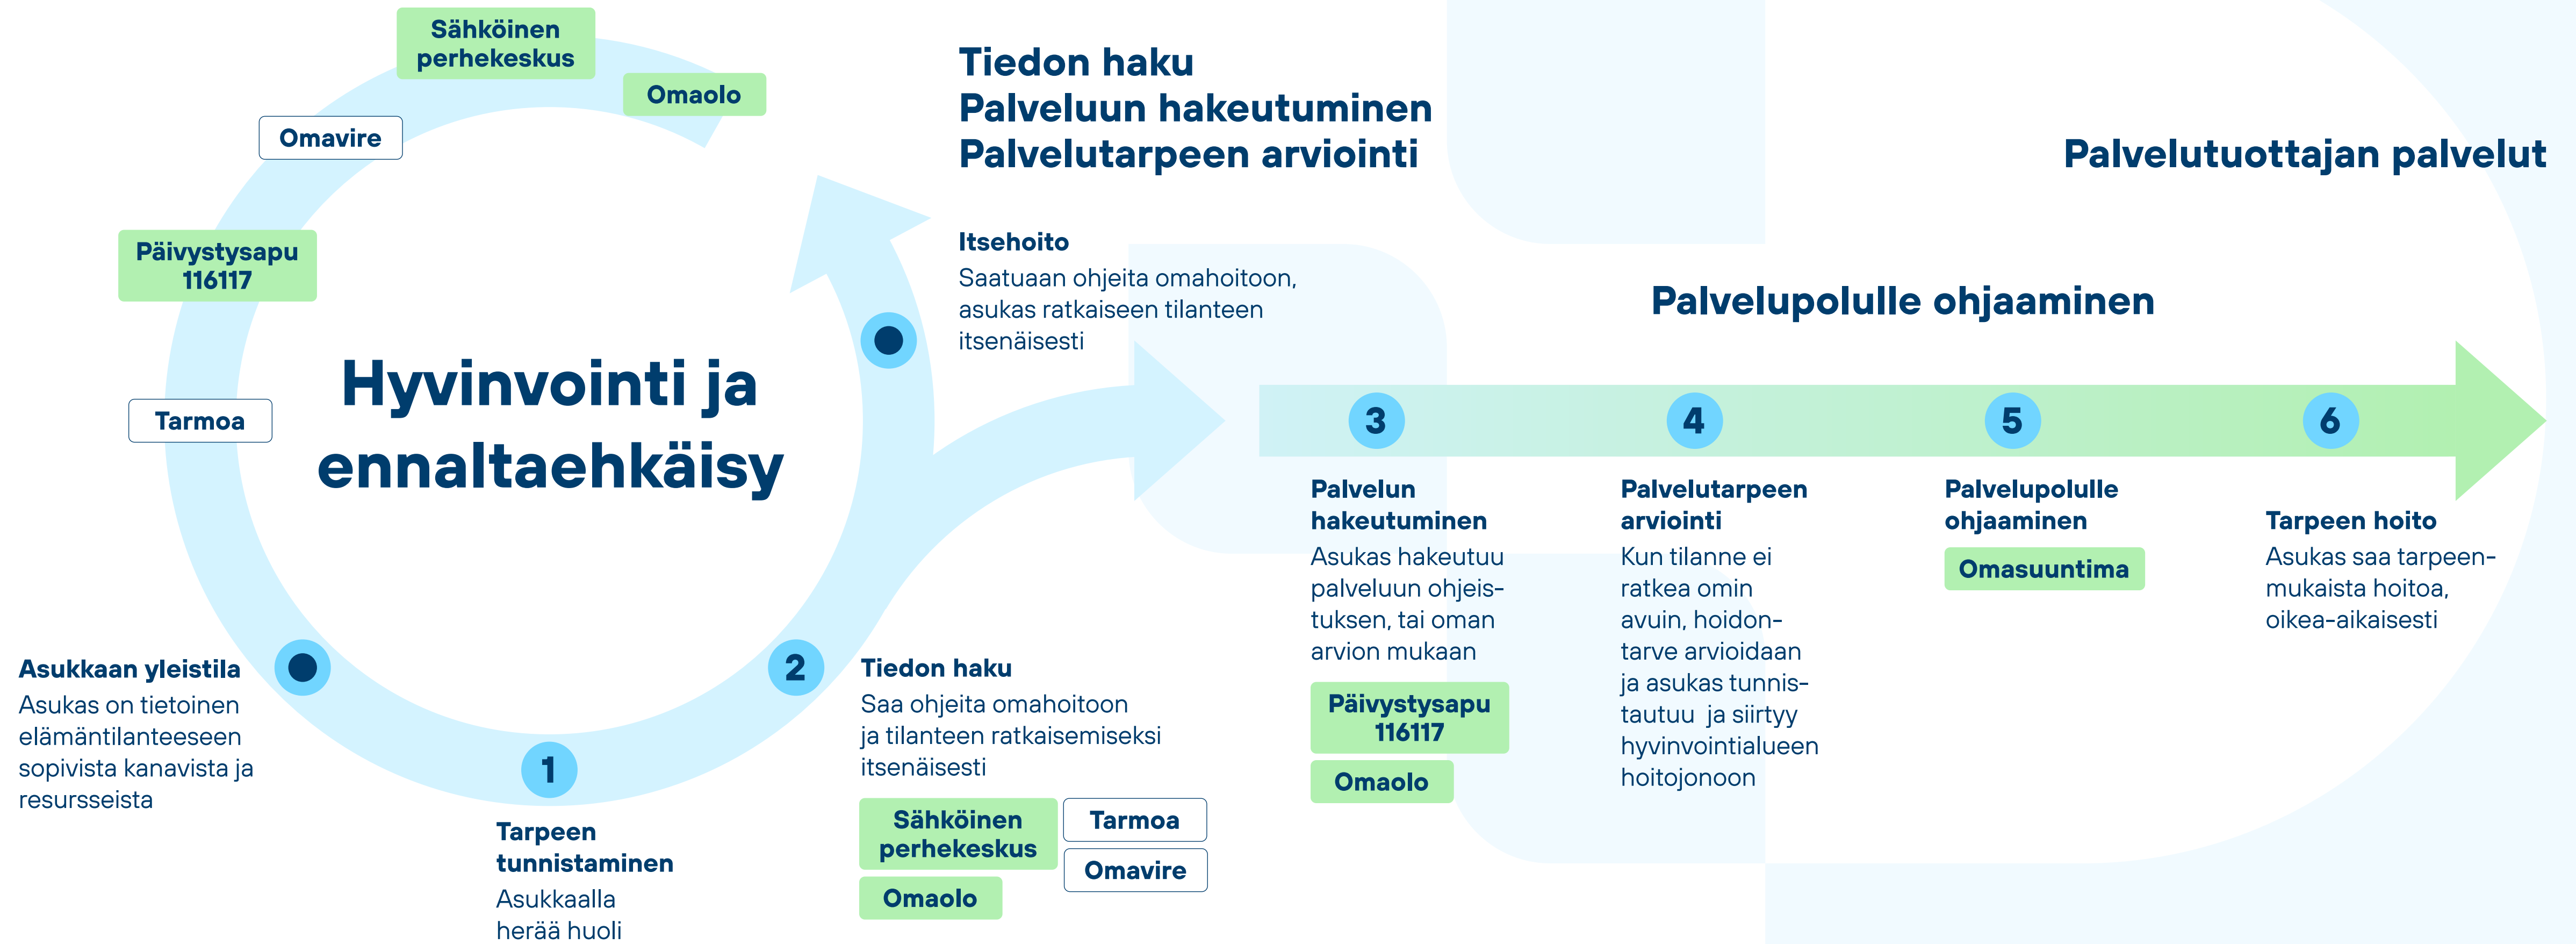 Sähköinen
perhekeskus
Omaolo
Omavire
Päivystysapu
116117
Tarmoa
Hyvinvointi ja
ennaltaehkäisy
Asukkaan yleistila
Asukas on tietoinen
elämäntilanteeseen
sopivista kanavista ja
resursseista
1
Tarpeen
tunnistaminen
Asukkaalla
herää huoli
2
Tiedon haku
Saa ohjeita omahoitoon
ja tilanteen ratkaisemiseksi
itsenäisesti
Sähköinen
perhekeskus
Omaolo
Tarmoa
Omavire
Tiedon haku
Palveluun hakeutuminen
Palvelutarpeen arviointi
Itsehoito
Saatuaan ohjeita omahoitoon,
asukas ratkaiseen tilanteen
itsenäisesti
Palvelutuottajan palvelut
Palvelupolulle ohjaaminen
3
Palvelun
hakeutuminen
Asukas hakeutuu
palveluun ohjeis-
tuksen, tai oman
arvion mukaan
Päivystysapu
116117
Omaolo
4
Palvelutarpeen
arviointi
Kun tilanne ei
ratkea omin
avuin, hoidon-
tarve arvioidaan
ja asukas tunnis-
tautuu  ja siirtyy
hyvinvointialueen
hoitojonoon
5
Palvelupolulle
ohjaaminen
Omasuuntima
6
Tarpeen hoito
Asukas saa tarpeen-
mukaista hoitoa,
oikea-aikaisesti